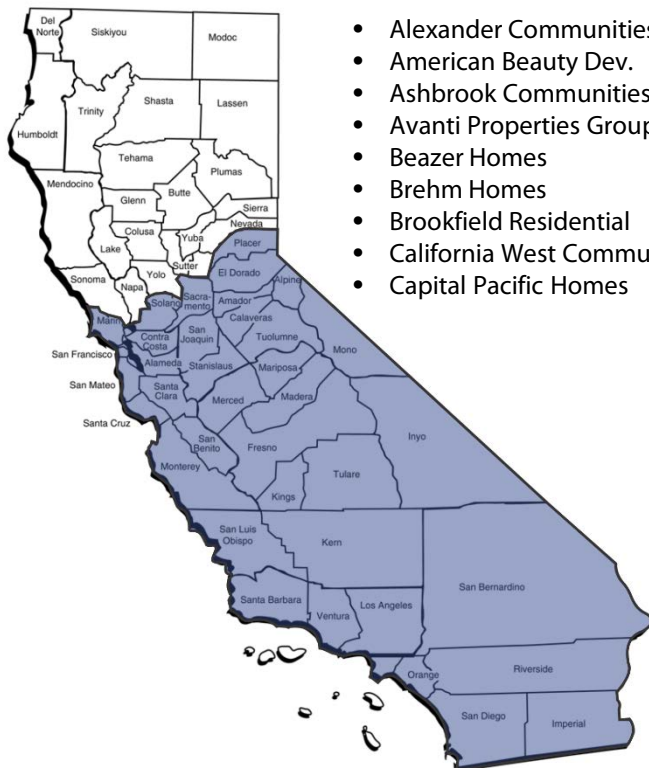 Del
Norte
Siskiyou
Modoc
Humboldt
Trinity
Shasta
Lassen
Tehama
Plumas
Mendocino
Glenn
Butte
Sierra
Colusa
Nevada
Lake
Yuba
Placer
Sutter
Yolo
Sonoma
Napa
El Dorado
Alpine
Solano
Sacra-
mento
Amador
Marin
Calaveras
Contra
Costa
San
Joaquin
Tuolumne
Mono
San Francisco
Alameda
Stanislaus
Mariposa
San Mateo
Santa
Clara
Merced
Madera
Santa Cruz
San
Benito
Fresno
Inyo
Monterey
Tulare
Kings
San Luis
Obispo
Kern
San Bernardino
Santa Barbara
Ventura
Los Angeles
Orange
Riverside
San Diego
Imperial
• Alexander Communities
• American Beauty Dev.
• Ashbrook Communities
• Avanti Properties Group
• Beazer Homes
• Brehm Homes
• Brookfield Residential
• California West Commu
• Capital Pacific Homes